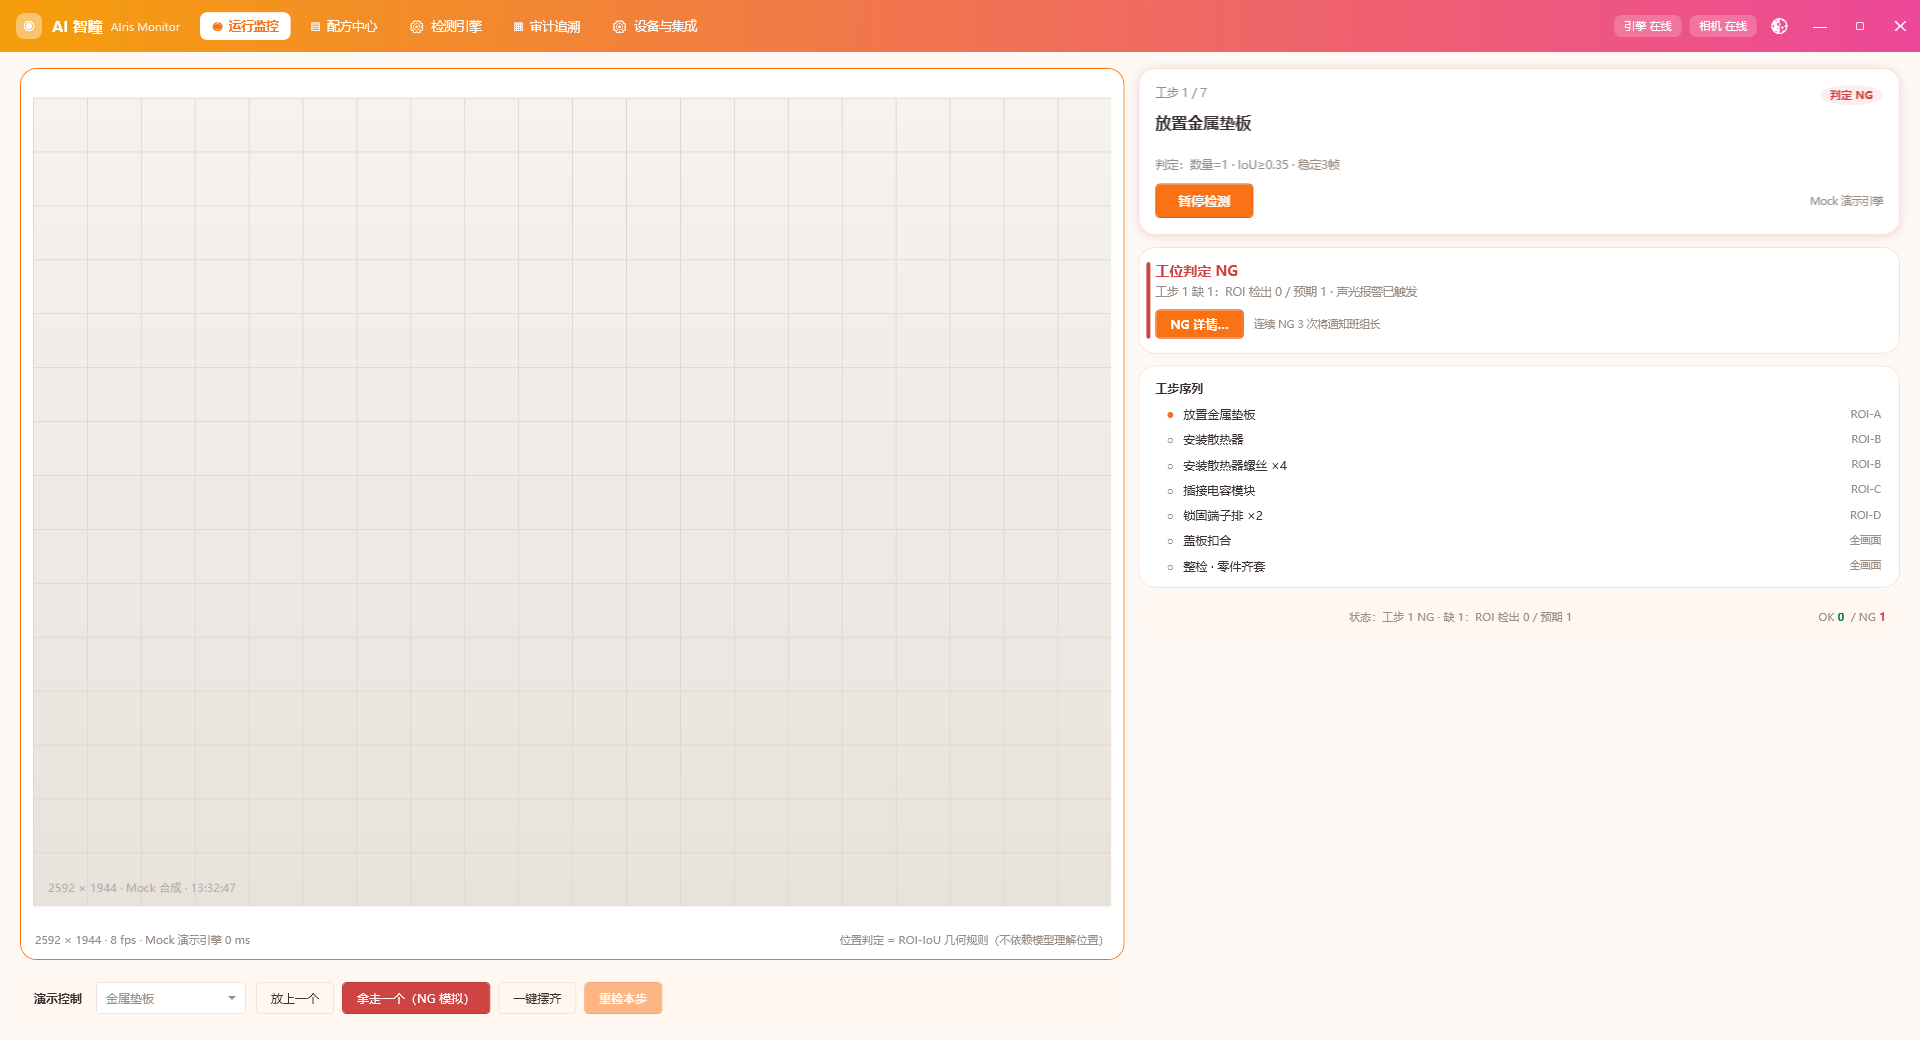 AI 智瞳 AIris Monitor 运行监控 配方中心 检测引擎 审计追溯 设备与集成 引擎 在线 相机 在线
工步 1 / 7
判定 NG
放置金属垫板
判定：数量=1 · IoU≥0.35 · 稳定3帧
暂停检测
Mock 演示引擎
工位判定 NG
工步 1 缺 1：ROI 检出 0 / 预期 1 · 声光报警已触发
NG 详情...
连续 NG 3 次将通知班组长
工步序列
放置金属垫板 ROI-A
安装散热器 ROI-B
安装散热器螺丝 ×4 ROI-B
插接电容模块 ROI-C
锁固端子排 ×2 ROI-D
盖板扣合 全画面
整检 · 零件齐套 全画面
状态：工步 1 NG · 缺 1：ROI 检出 0 / 预期 1
OK 0 / NG 1
2592 × 1944 · Mock 合成 · 13:32:47
2592 × 1944 · 8 fps · Mock 演示引擎 0 ms
位置判定 = ROI-IoU 几何规则（不依赖模型理解位置）
演示控制 金属垫板 放上一个 拿走一个（NG 模拟） 一键摆齐 重检本步